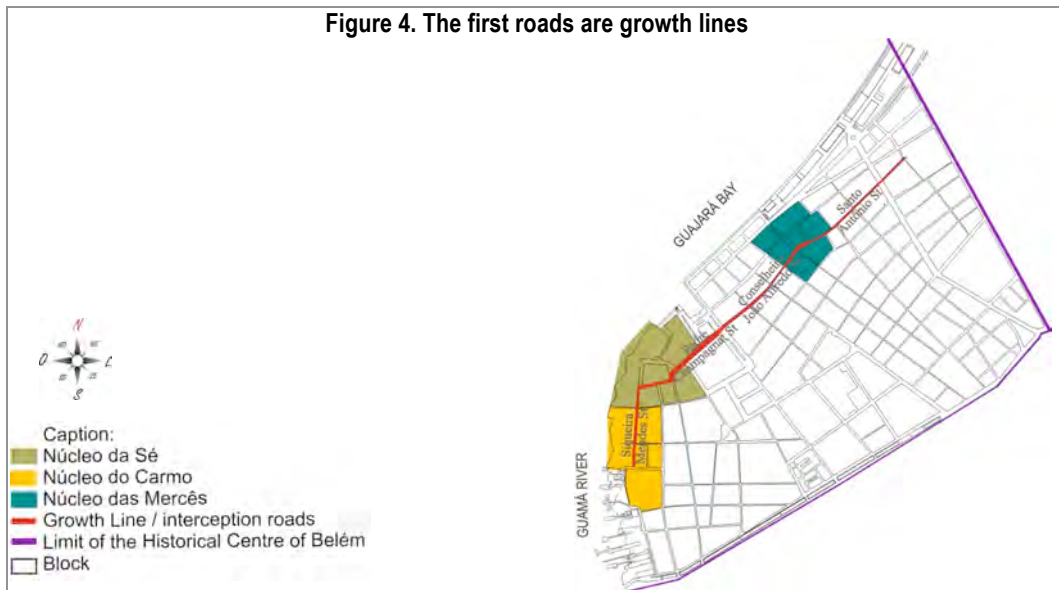 Figure 4. The first roads are growth lines
GUAJARÁ BAY
Santo
Antônio St
Conselheiro
João Alfredo
Champagnat St
Siqueira
Mendes St
GUAMÁ RIVER
N
O
L
S
Caption:
Núcleo da Sé
Núcleo do Carmo
Núcleo das Mercês
Growth Line / interception roads
Limit of the Historical Centre of Belém
Block